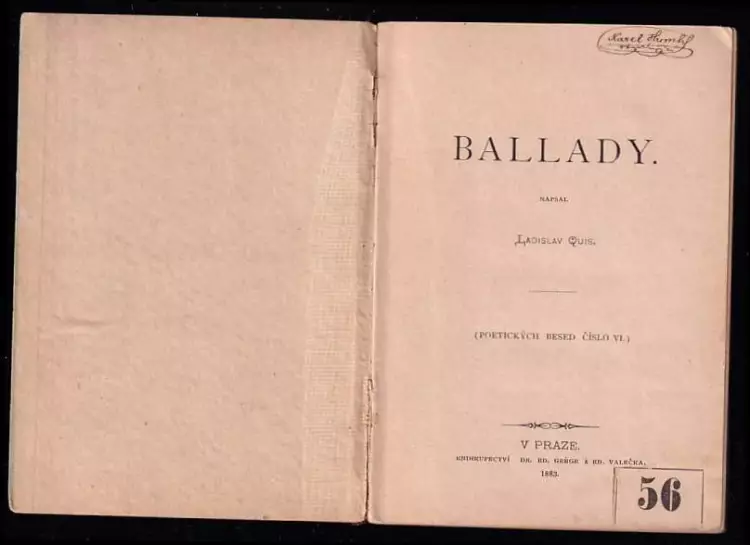 Karel
BALLADY.
NAPSAL
LADISLAV QUIS.
(POETICKÝCH BESED ČÍSLO VI.)
V PRAZE.
KNIHKUPECTVÍ DR. ED. GRÉGR & ED. VALEČKA,
1883.
56